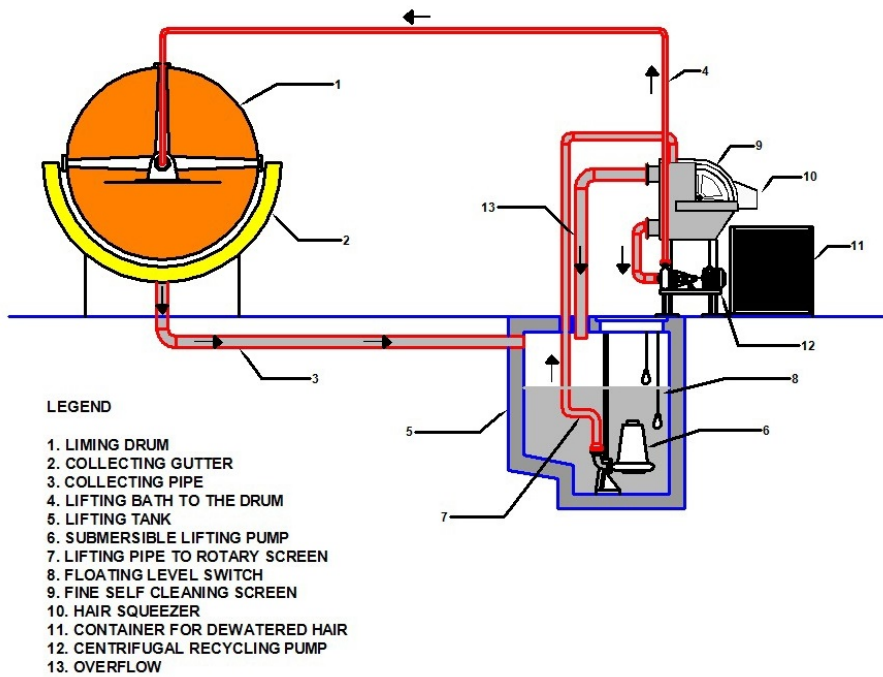 1
4
9
10
13
2
11
12
3
8
5
6
7
LEGEND
1. LIMING DRUM
2. COLLECTING GUTTER
3. COLLECTING PIPE
4. LIFTING BATH TO THE DRUM
5. LIFTING TANK
6. SUBMERSIBLE LIFTING PUMP
7. LIFTING PIPE TO ROTARY SCREEN
8. FLOATING LEVEL SWITCH
9. FINE SELF CLEANING SCREEN
10. HAIR SQUEEZER
11. CONTAINER FOR DEWATERED HAIR
12. CENTRIFUGAL RECYCLING PUMP
13. OVERFLOW